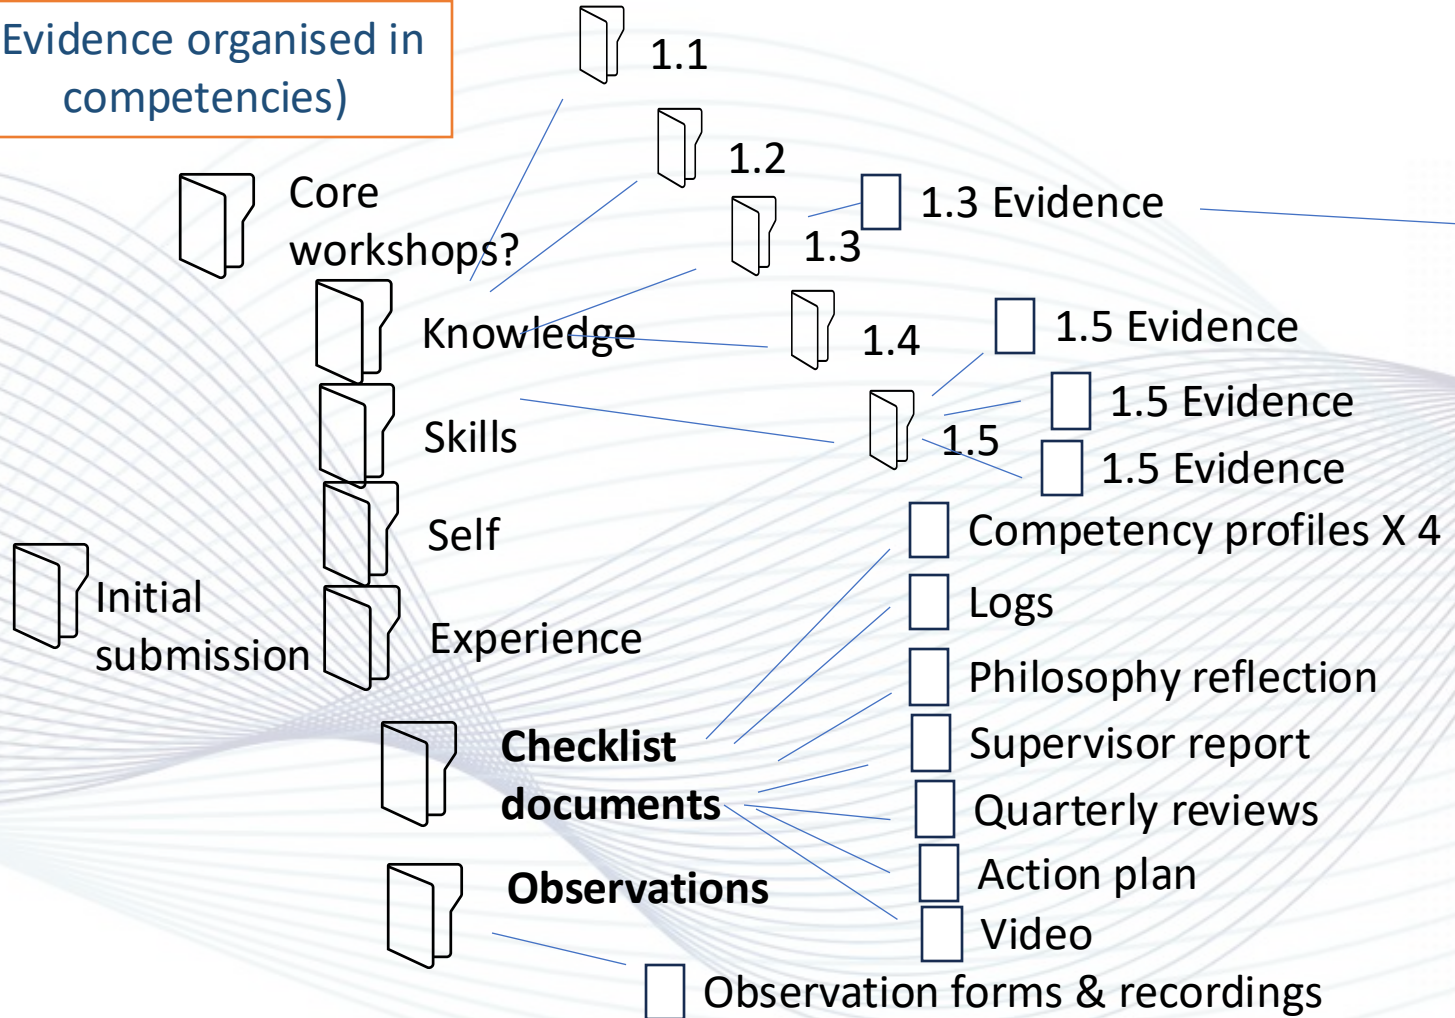 Evidence organised in
competencies)
1.1
1.2
Core
workshops?
1.3 Evidence
1.3
Knowledge
1.4
1.5 Evidence
1.5 Evidence
Skills
1.5
1.5 Evidence
Self
Competency profiles X 4
Initial
submission
Logs
Experience
Philosophy reflection
Checklist
documents
Supervisor report
Quarterly reviews
Action plan
Observations
Video
Observation forms & recordings